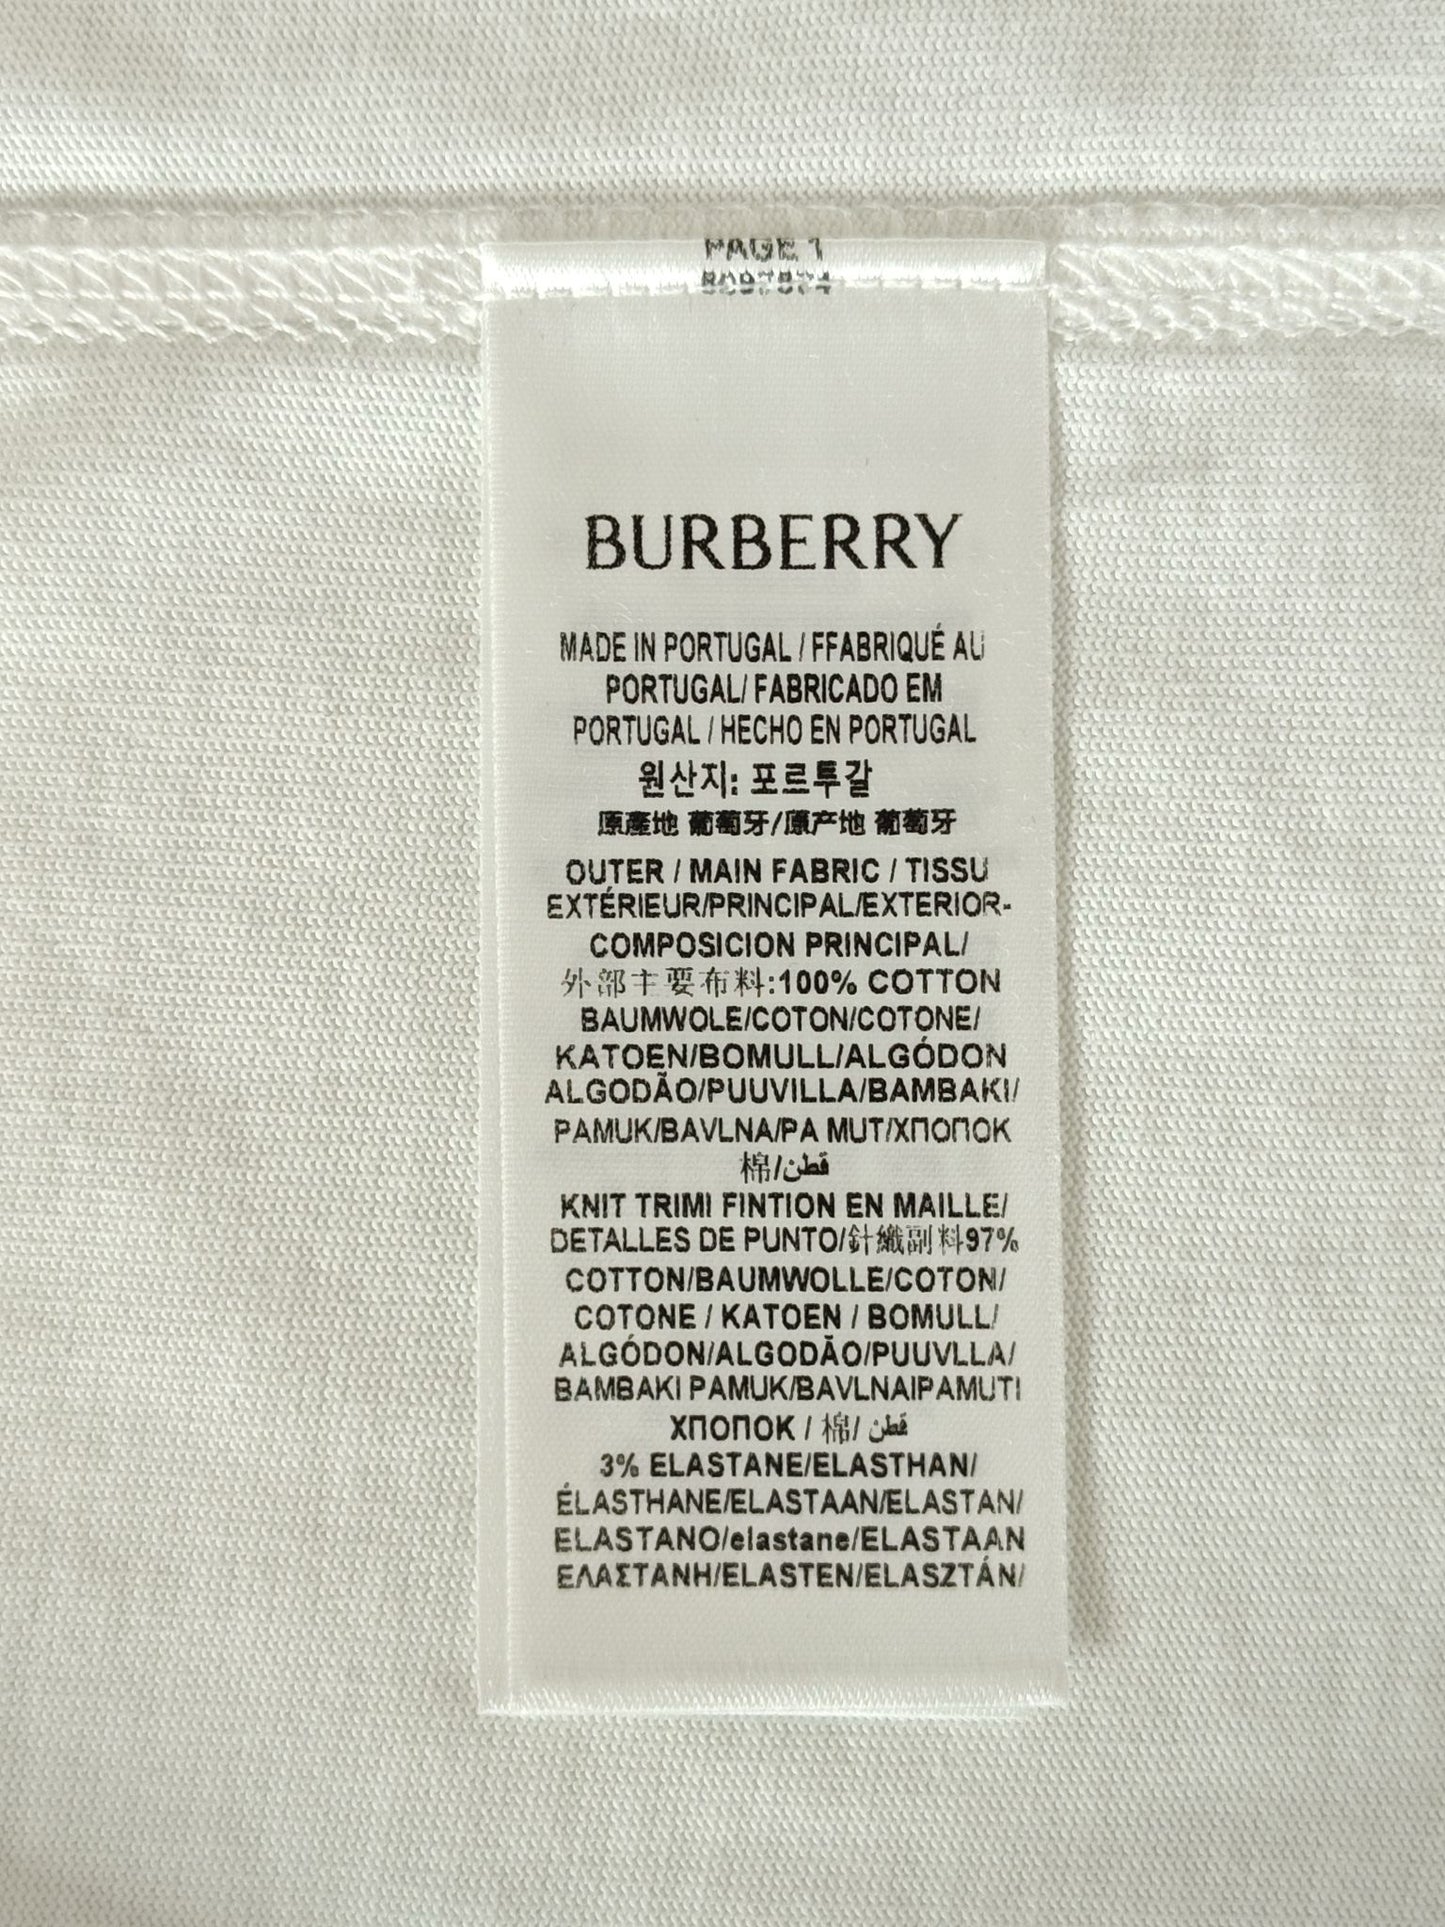 PAGE 1
8097874
BURBERRY
MADE IN PORTUGAL / FFABRIQUÉ AU
PORTUGAL/ FABRICADO EM
PORTUGAL / HECHO EN PORTUGAL
원산지: 포르투갈
原產地 葡萄牙/原产地 葡萄牙
OUTER / MAIN FABRIC / TISSU
EXTÉRIEUR/PRINCIPAL/EXTERIOR-
COMPOSICION PRINCIPAL/
外部主要布料:100% COTTON
BAUMWOLE/COTON/COTONE/
KATOEN/BOMULL/ALGÓDON
ALGODÃO/PUUVILLA/BAMBAKI/
PAMUK/BAVLNA/PA MUT/ХПОПОК
棉/قطن
KNIT TRIMI FINTION EN MAILLE/
DETALLES DE PUNTO/針織副料97%
COTTON/BAUMWOLLE/COTON/
COTONE / KATOEN / BOMULL/
ALGÓDON/ALGODÃO/PUUVLLA/
BAMBAKI PAMUK/BAVLNAIPAMUTI
ХПОПОК / 棉/ قطن
3% ELASTANE/ELASTHAN/
ÉLASTHANE/ELASTAAN/ELASTAN/
ELASTANO/elastane/ELASTAAN
ΕΛΑΣΤΑΝΗ/ELASTEN/ELASZTÁN/